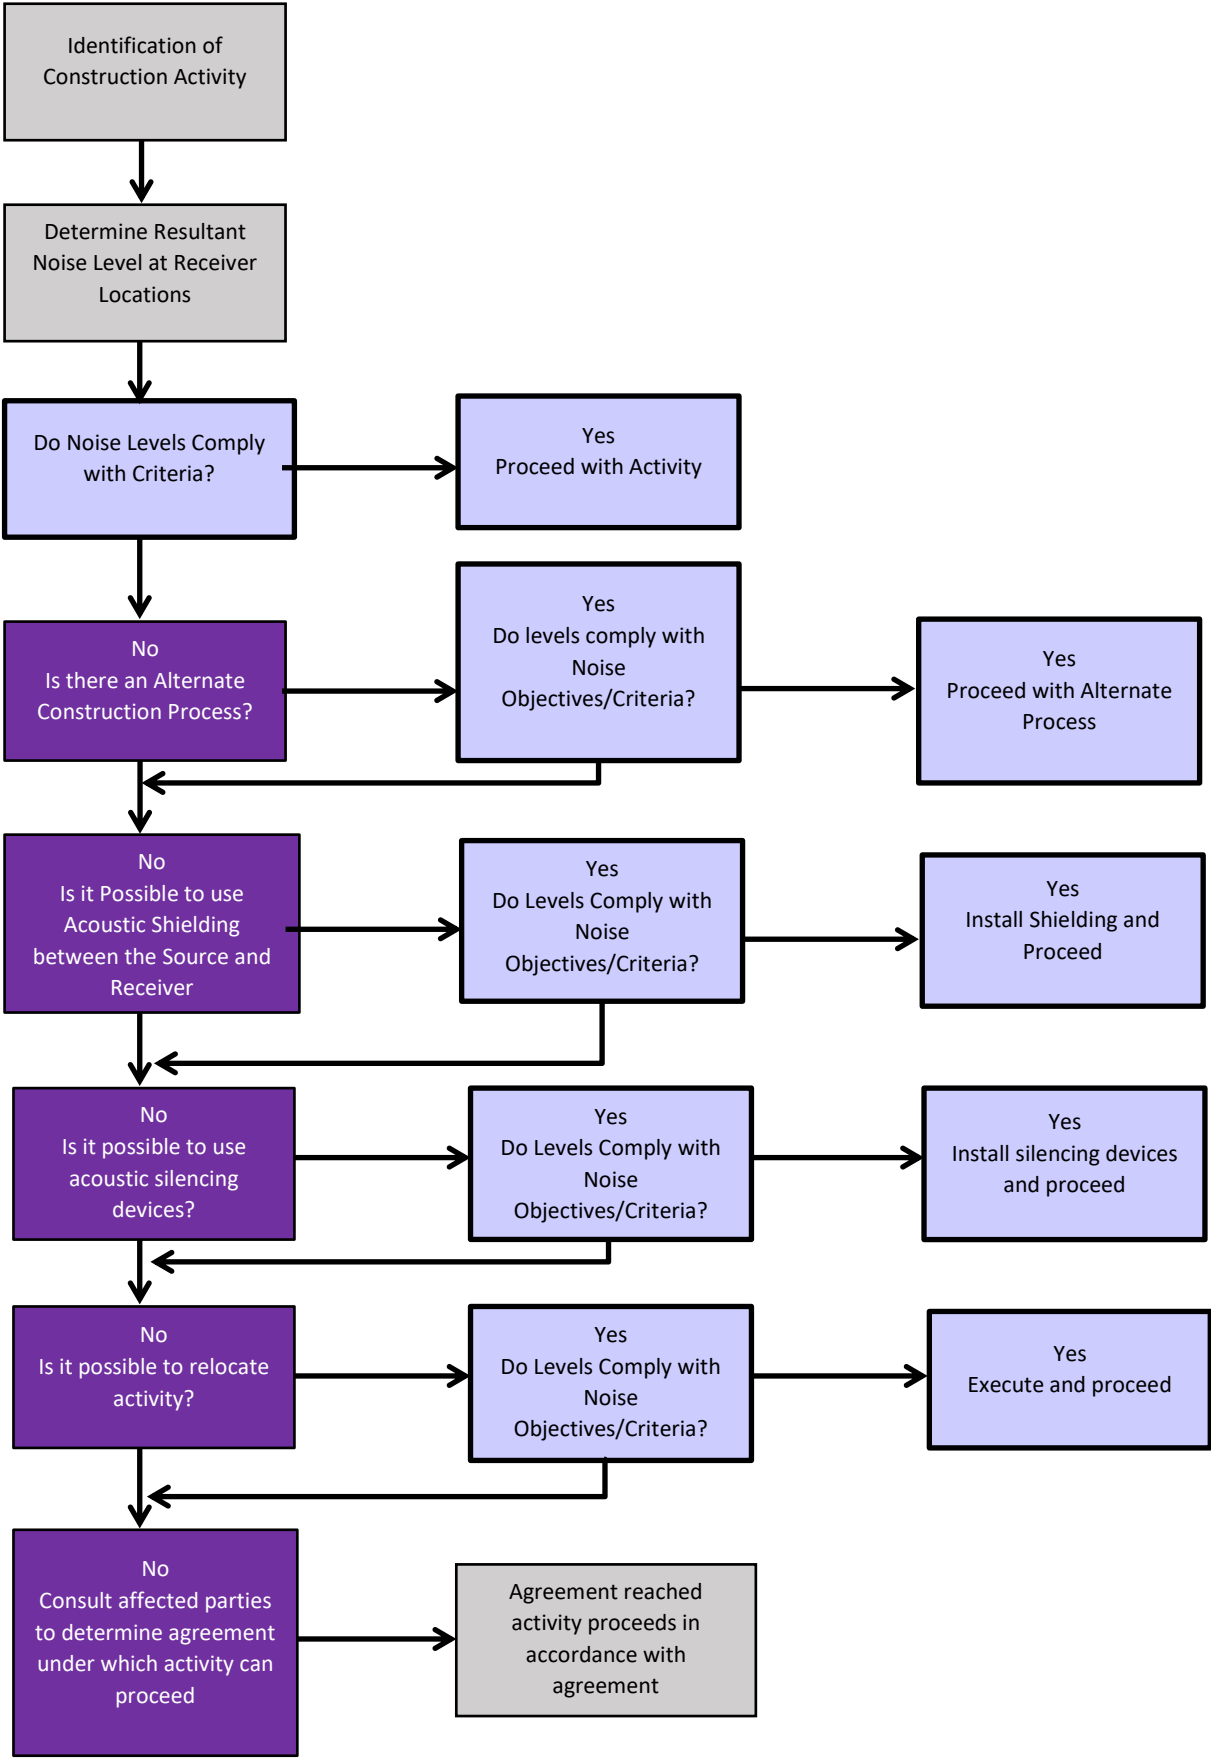 Identification of
Construction Activity
Determine Resultant
Noise Level at Receiver
Locations
Do Noise Levels Comply
with Criteria?
Yes
Proceed with Activity
No
Is there an Alternate
Construction Process?
Yes
Do levels comply with
Noise
Objectives/Criteria?
Yes
Proceed with Alternate
Process
No
Is it Possible to use
Acoustic Shielding
between the Source and
Receiver
Yes
Do Levels Comply with
Noise
Objectives/Criteria?
Yes
Install Shielding and
Proceed
No
Is it possible to use
acoustic silencing
devices?
Yes
Do Levels Comply with
Noise
Objectives/Criteria?
Yes
Install silencing devices
and proceed
No
Is it possible to relocate
activity?
Yes
Do Levels Comply with
Noise
Objectives/Criteria?
Yes
Execute and proceed
No
Consult affected parties
to determine agreement
under which activity can
proceed
Agreement reached
activity proceeds in
accordance with
agreement